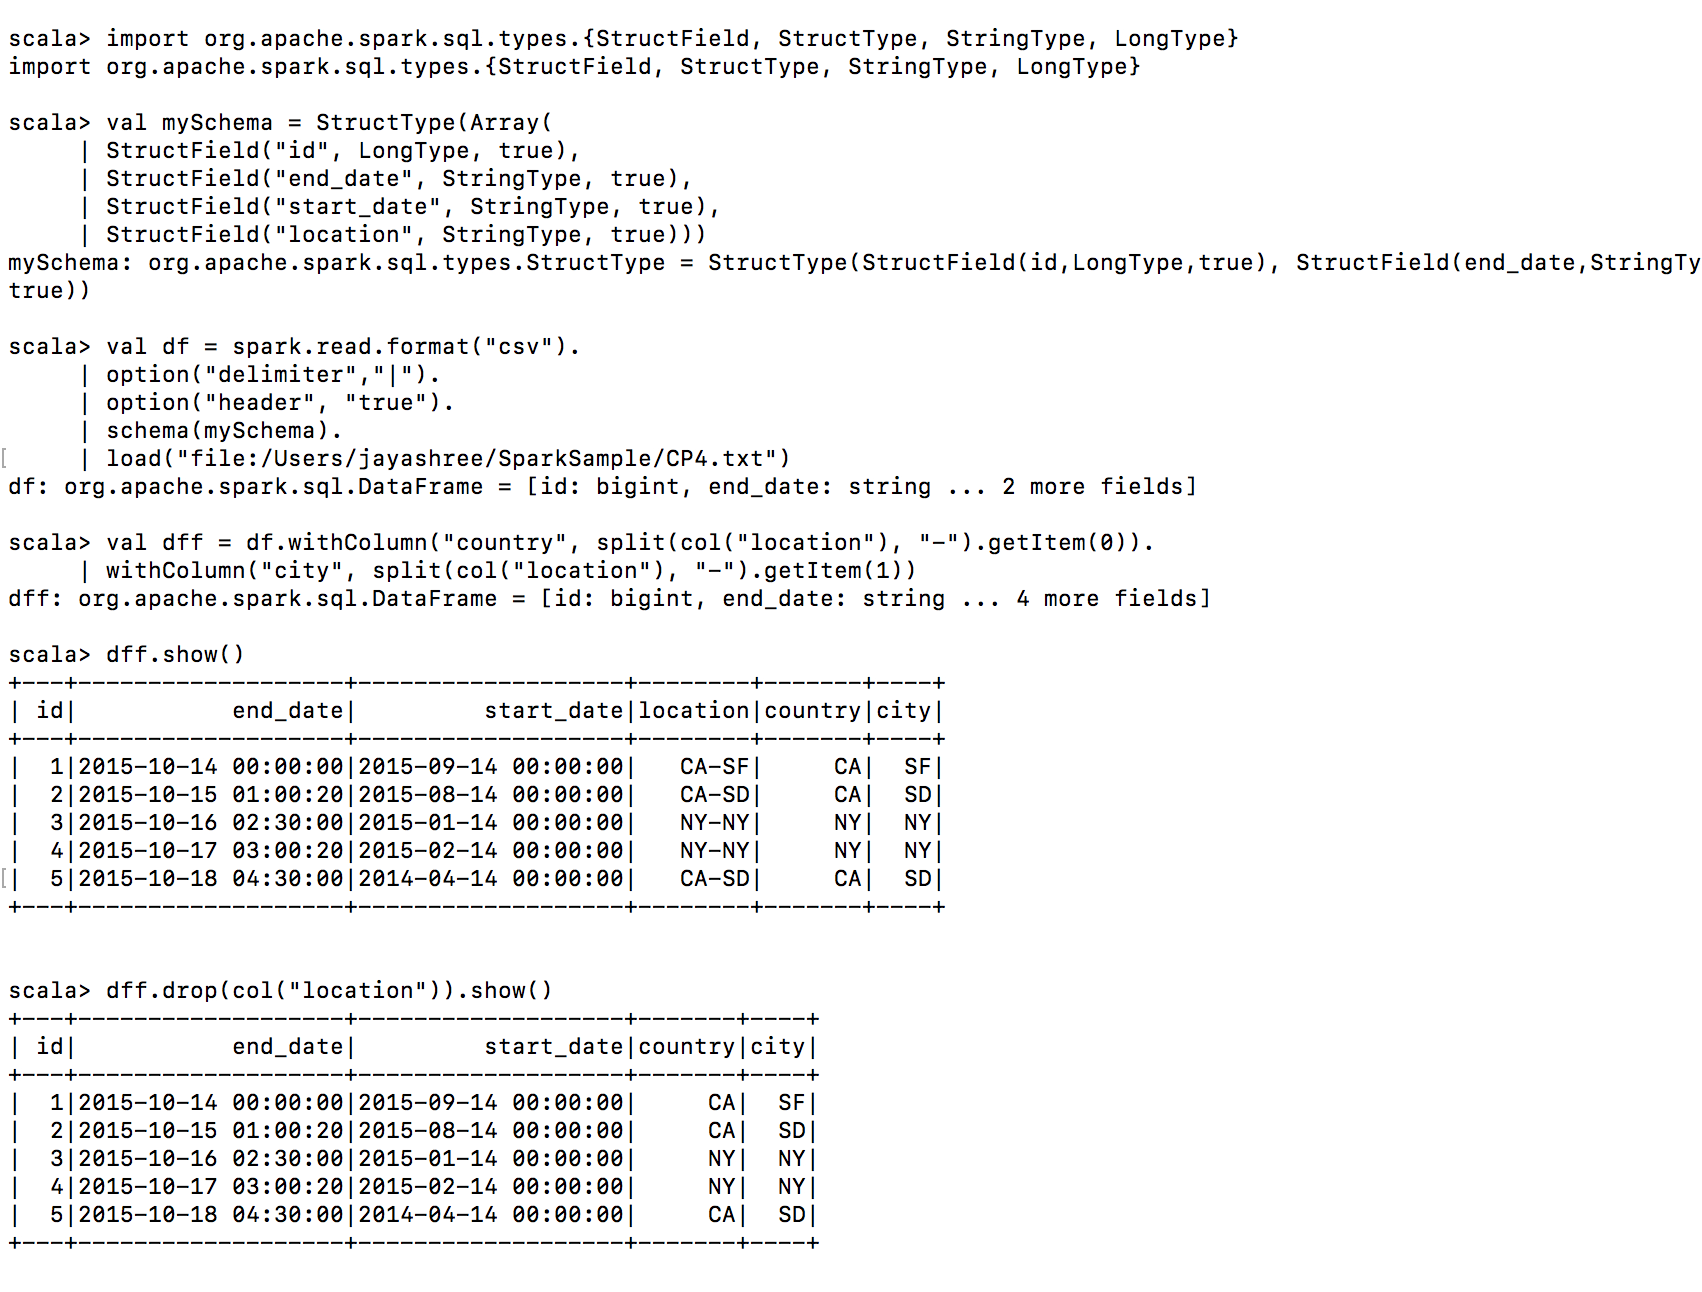 scala> import org.apache.spark.sql.types.{StructField, StructType, StringType, LongType}
import org.apache.spark.sql.types.{StructField, StructType, StringType, LongType}

scala> val mySchema = StructType(Array(
     | StructField("id", LongType, true),
     | StructField("end_date", StringType, true),
     | StructField("start_date", StringType, true),
     | StructField("location", StringType, true)))
mySchema: org.apache.spark.sql.types.StructType = StructType(StructField(id,LongType,true), StructField(end_date,StringTy
true))

scala> val df = spark.read.format("csv").
     | option("delimiter","|").
     | option("header", "true").
     | schema(mySchema).
[    | load("file:/Users/jayashree/SparkSample/CP4.txt")
df: org.apache.spark.sql.DataFrame = [id: bigint, end_date: string ... 2 more fields]

scala> val dff = df.withColumn("country", split(col("location"), "-").getItem(0)).
     | withColumn("city", split(col("location"), "-").getItem(1))
dff: org.apache.spark.sql.DataFrame = [id: bigint, end_date: string ... 4 more fields]

scala> dff.show()
+---+-------------------+-------------------+--------+-------+----+
| id|           end_date|         start_date|location|country|city|
+---+-------------------+-------------------+--------+-------+----+
|  1|2015-10-14 00:00:00|2015-09-14 00:00:00|   CA-SF|     CA|  SF|
|  2|2015-10-15 01:00:20|2015-08-14 00:00:00|   CA-SD|     CA|  SD|
|  3|2015-10-16 02:30:00|2015-01-14 00:00:00|   NY-NY|     NY|  NY|
|  4|2015-10-17 03:00:20|2015-02-14 00:00:00|   NY-NY|     NY|  NY|
[|  5|2015-10-18 04:30:00|2014-04-14 00:00:00|   CA-SD|     CA|  SD|
+---+-------------------+-------------------+--------+-------+----+

scala> dff.drop(col("location")).show()
+---+-------------------+-------------------+-------+----+
| id|           end_date|         start_date|country|city|
+---+-------------------+-------------------+-------+----+
|  1|2015-10-14 00:00:00|2015-09-14 00:00:00|     CA|  SF|
|  2|2015-10-15 01:00:20|2015-08-14 00:00:00|     CA|  SD|
|  3|2015-10-16 02:30:00|2015-01-14 00:00:00|     NY|  NY|
|  4|2015-10-17 03:00:20|2015-02-14 00:00:00|     NY|  NY|
|  5|2015-10-18 04:30:00|2014-04-14 00:00:00|     CA|  SD|
+---+-------------------+-------------------+-------+----+